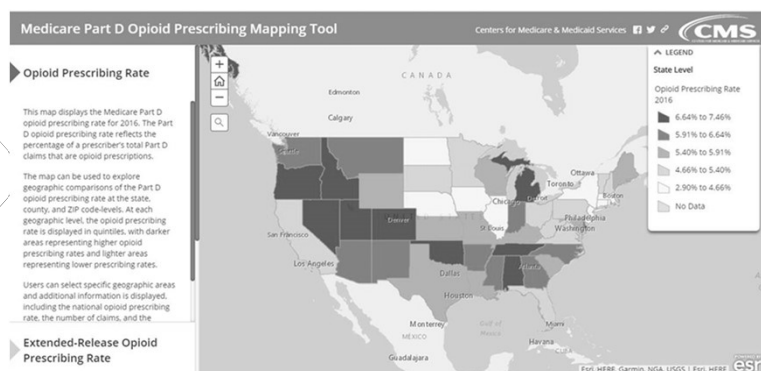 Medicare Part D Opioid Prescribing Mapping Tool
Centers for Medicare & Medicaid Services
CMS
Opioid Prescribing Rate
This map displays the Medicare Part D
opioid prescribing rate for 2016. The Part
D opioid prescribing rate reflects the
percentage of a prescriber's total Part D
claims that are opioid prescriptions.
The map can be used to explore
geographic comparisons of the Part D
opioid prescribing rate at the state,
county, and ZIP code-levels. At each
geographic level, the opioid prescribing
rate is displayed in quintiles, with darker
areas representing higher opioid
prescribing rates and lighter areas
representing lower prescribing rates.
Users can select specific geographic areas
and additional information is displayed,
including the national opioid prescribing
rate, the number of claims, and the
Extended-Release Opioid
Prescribing Rate
LEGEND
State Level
Opioid Prescribing Rate
2016
6.64% to 7.46%
5.91% to 6.64%
5.40% to 5.91%
4.66% to 5.40%
2.90% to 4.66%
No Data
CANADA
Edmonton
Calgary
Vancouver
Seattle
Ottawa
Toronto
Boston
Chicago
Detroit
Philadelphia
Washington
St Louis
Denver
San Francisco
Los Angeles
Atlanta
Dallas
Houston
Monterrey
Gulf of
Mexico
Miami
MÉXICO
Havana
CUBA
Guadalajara
Esri, HERE, Garmin, NGA, USGS | Esri, HERE
esri